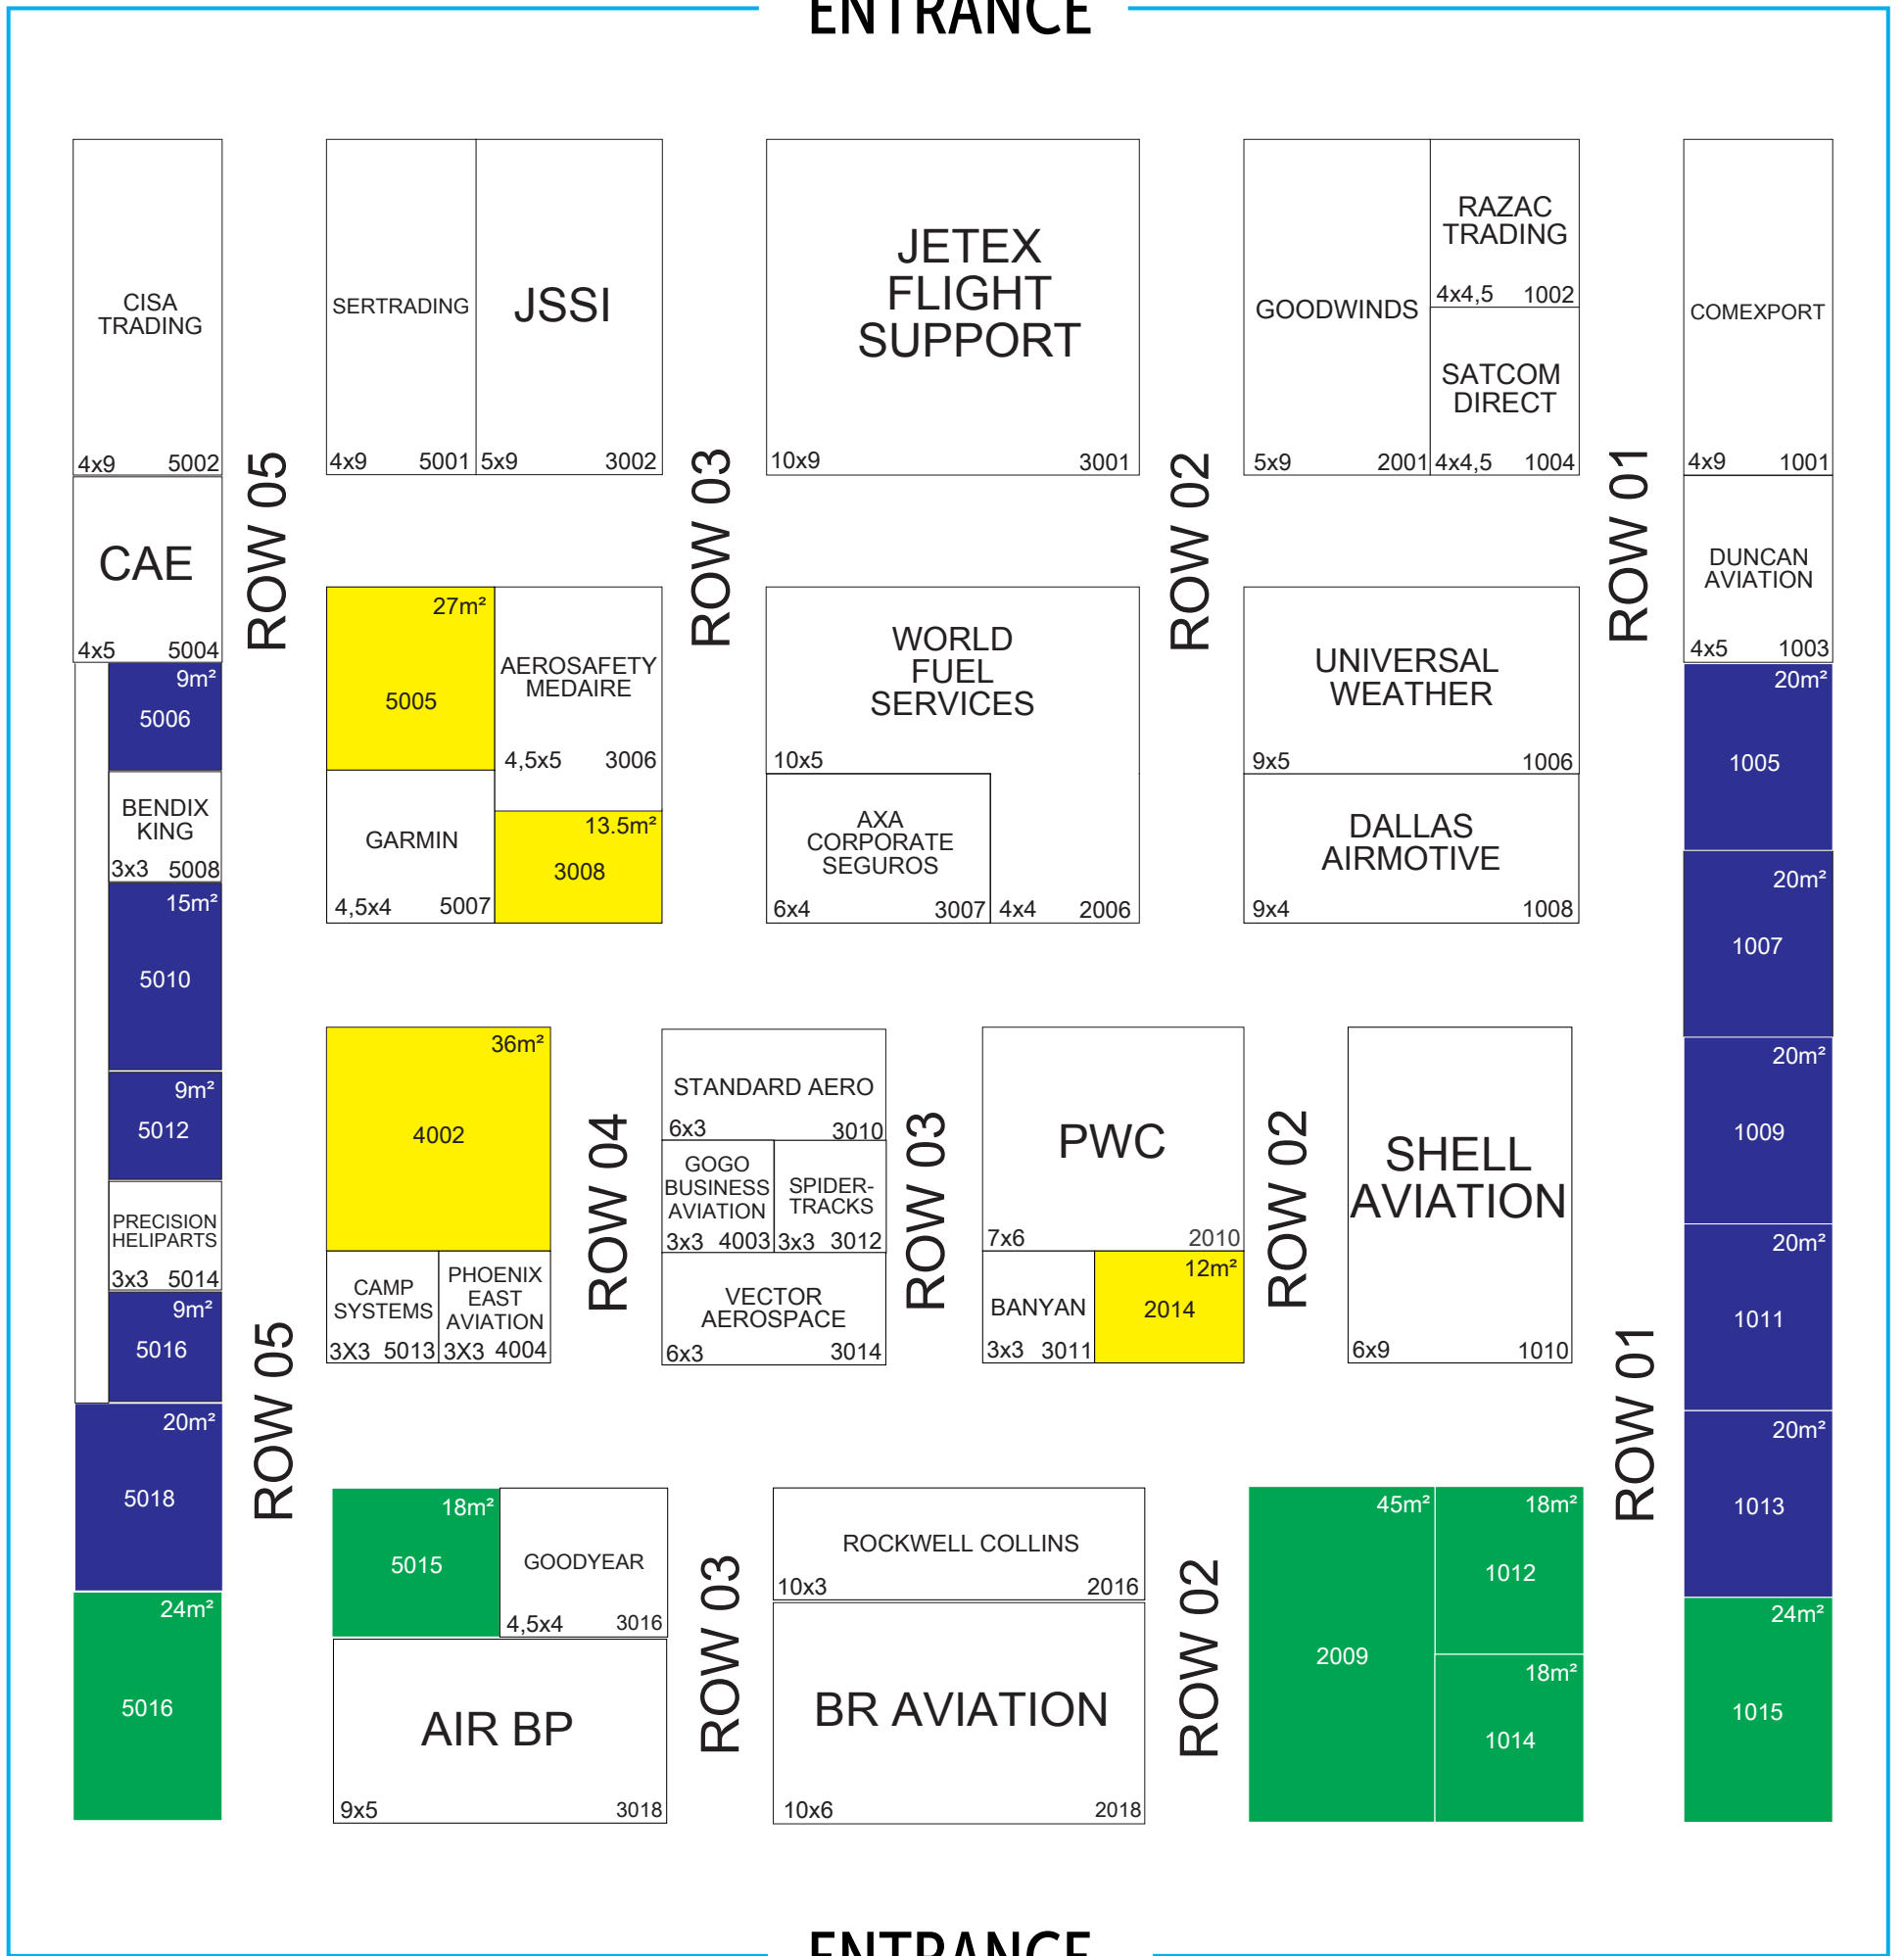 ENTRANCE
CISA
TRADING
4x9 5002
SERTRADING
4x9 5001
JSSI
5x9 3002
JETEX
FLIGHT
SUPPORT
10x9 3001
GOODWINDS
5x9 2001
RAZAC
TRADING
4x4,5 1002
SATCOM
DIRECT
4x4,5 1004
COMEXPORT
4x9 1001
ROW 05
ROW 03
ROW 02
ROW 01
CAE
4x5 5004
DUNCAN
AVIATION
4x5 1003
9m²
5006
BENDIX
KING
3x3 5008
15m²
5010
9m²
5012
PRECISION
HELIPARTS
3x3 5014
9m²
5016
20m²
5018
24m²
5016
27m²
5005
AEROSAFETY
MEDAIRE
4,5x5 3006
GARMIN
4,5x4 5007
13.5m²
3008
WORLD
FUEL
SERVICES
10x5
AXA
CORPORATE
SEGUROS
6x4 3007
4x4 2006
UNIVERSAL
WEATHER
9x5 1006
DALLAS
AIRMOTIVE
9x4 1008
20m²
1005
20m²
1007
20m²
1009
20m²
1011
20m²
1013
24m²
1015
36m²
4002
CAMP
SYSTEMS
3X3 5013
PHOENIX
EAST
AVIATION
3X3 4004
ROW 04
STANDARD AERO
6x3 3010
GOGO
BUSINESS
AVIATION
3x3 4003
SPIDER-
TRACKS
3x3 3012
VECTOR
AEROSPACE
6x3 3014
ROW 03
PWC
7x6 2010
BANYAN
3x3 3011
12m²
2014
ROW 02
SHELL
AVIATION
6x9 1010
ROW 05
ROW 01
18m²
5015
GOODYEAR
4,5x4 3016
AIR BP
9x5 3018
ROW 03
ROCKWELL COLLINS
10x3 2016
BR AVIATION
10x6 2018
ROW 02
45m²
2009
18m²
1012
18m²
1014
ENTRANCE